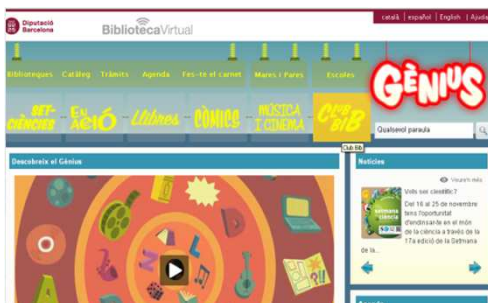 Diputació
Barcelona
BibliotecaVirtual
català | español | English | Ajuda
Biblioteques Catàleg Tràmits Agenda Fes-te el carnet Mares i Pares Escoles
GÈNIUS
SET-CIÈNCIES
EN ACCIÓ
Llibres
CÒMICS
MÚSICA I CINEMA
CLUB BIB
Qualsevol paraula
Club Bib
Descobreix el Gènius
Notícies
Veure'n més
Vols ser científic?
Del 16 al 25 de novembre
tens l'oportunitat
d'endinsar-te en el món
de la ciència a través de la
17a edició de la Setmana
de la...
setmana
ciència